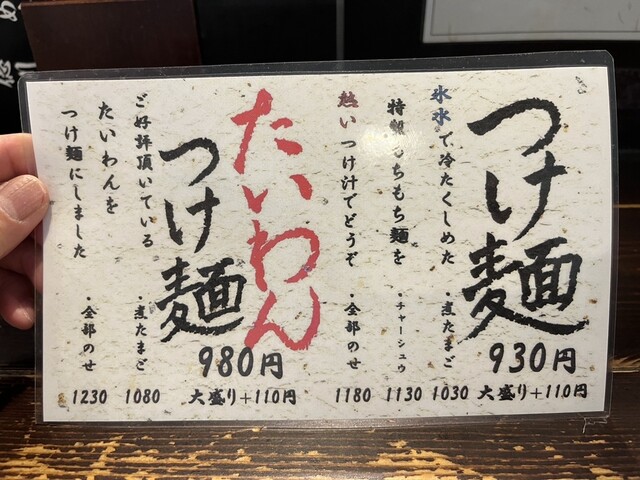 つけ麺
930円
大盛り+110円
氷水で冷たくしめた
・煮たまご
1030
特製もちもち麺を
・チャーシュウ
1130
熱いつけ汁でどうぞ
・全部のせ
1180
たいわん
つけ麺
980円
大盛り+110円
ご好評頂いている
・煮たまご
1080
たいわんを
つけ麺にしました
・全部のせ
1230